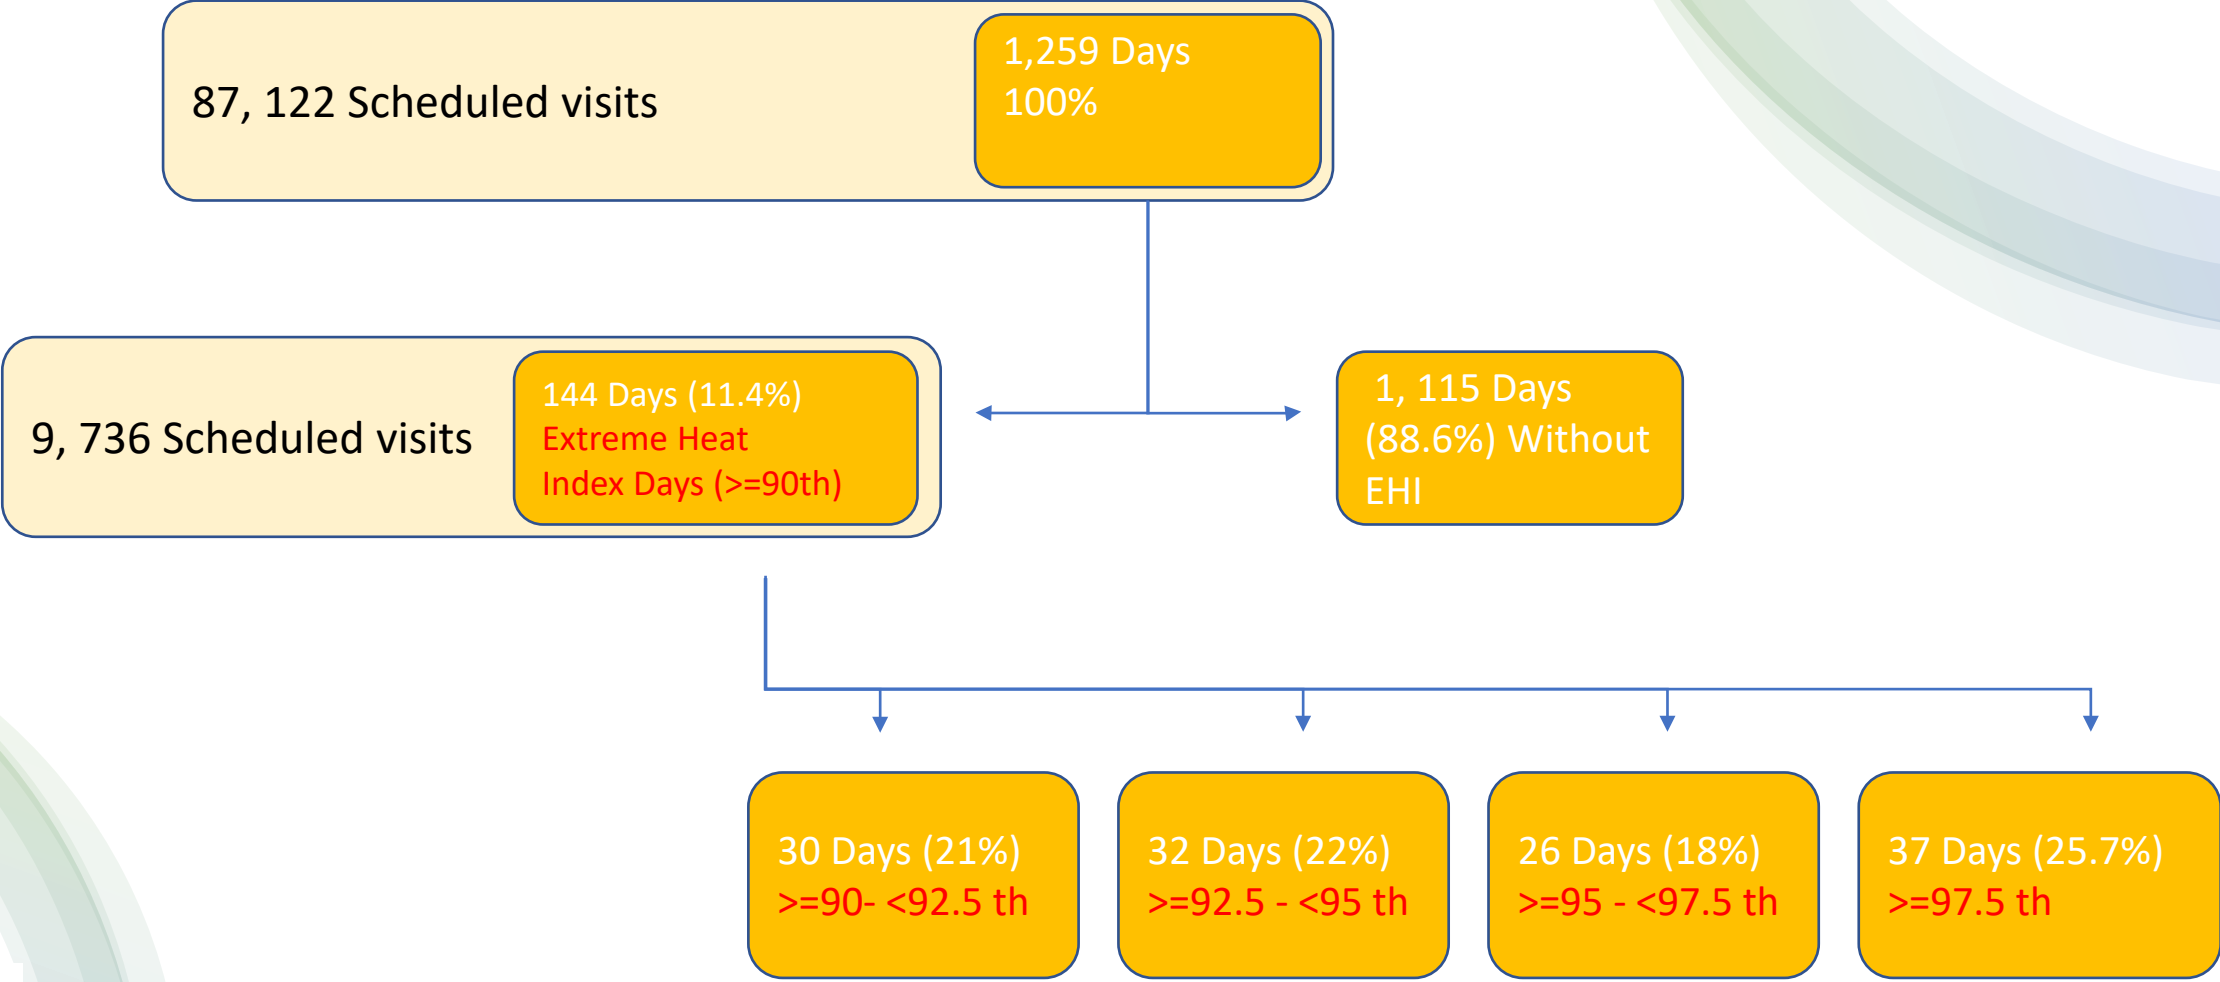 87, 122 Scheduled visits
1,259 Days
100%
9, 736 Scheduled visits
144 Days (11.4%)
Extreme Heat
Index Days (>=90th)
1, 115 Days
(88.6%) Without
EHI
30 Days (21%)
>=90- <92.5 th
32 Days (22%)
>=92.5 - <95 th
26 Days (18%)
>=95 - <97.5 th
37 Days (25.7%)
>=97.5 th